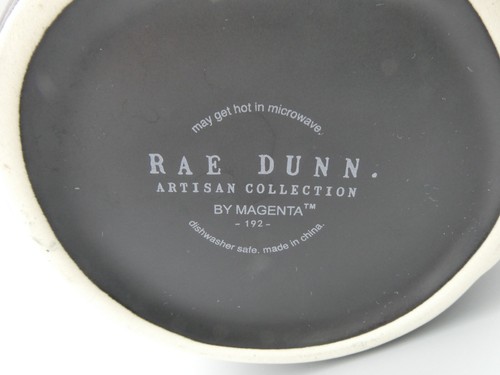 may get hot in microwave.
RAE DUNN.
ARTISAN COLLECTION
BY MAGENTA™
- 192 -
dishwasher safe. made in china.